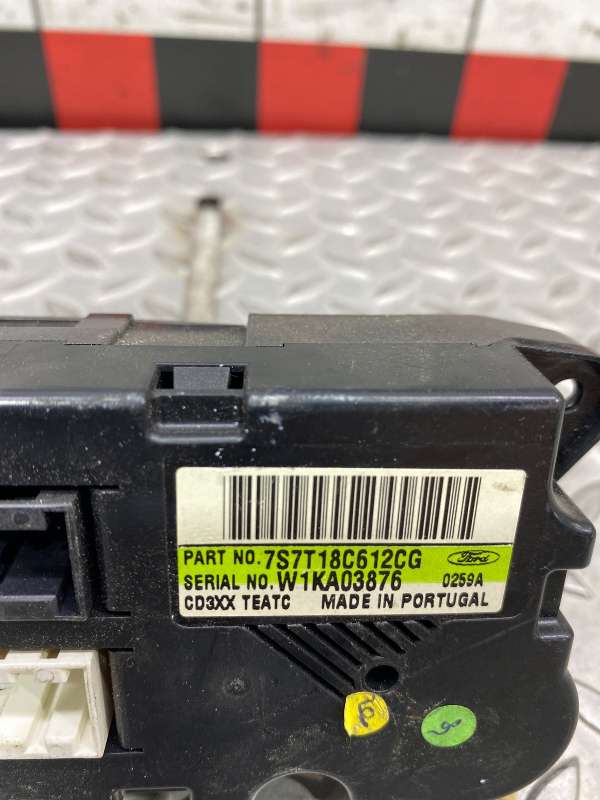 PART NO. 7S7T18C612CG Ford
SERIAL NO. W1KA03876 0259A
CD3XX TEATC MADE IN PORTUGAL